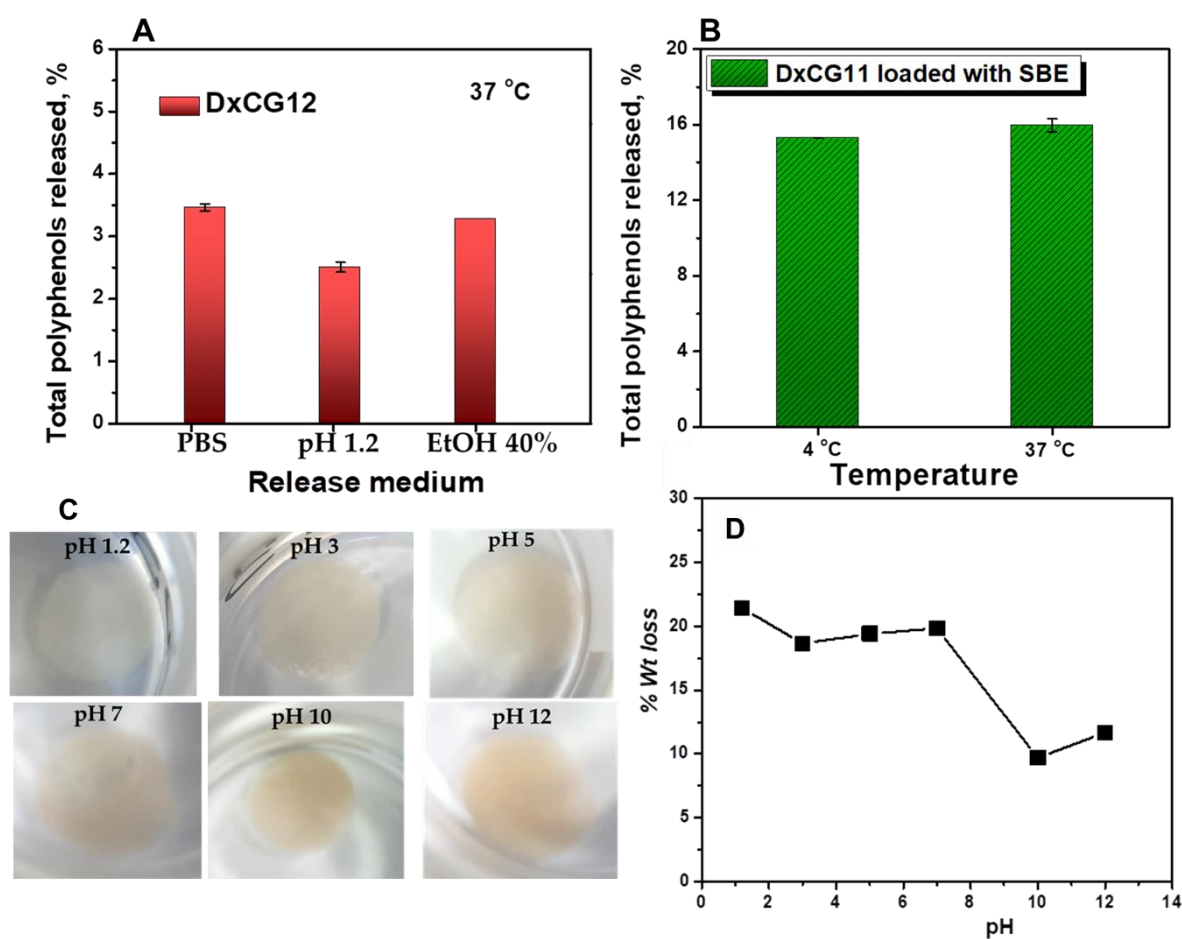 A
Total polyphenols released, %
6
5
4
3
2
1
0
DxCG12
37 °C
PBS
pH 1.2
EtOH 40%
Release medium
B
Total polyphenols released, %
20
16
12
8
4
0
DxCG11 loaded with SBE
4 °C
37 °C
Temperature
C
pH 1.2
pH 3
pH 5
pH 7
pH 10
pH 12
D
% Wt loss
30
25
20
15
10
5
0
0
2
4
6
8
10
12
14
pH